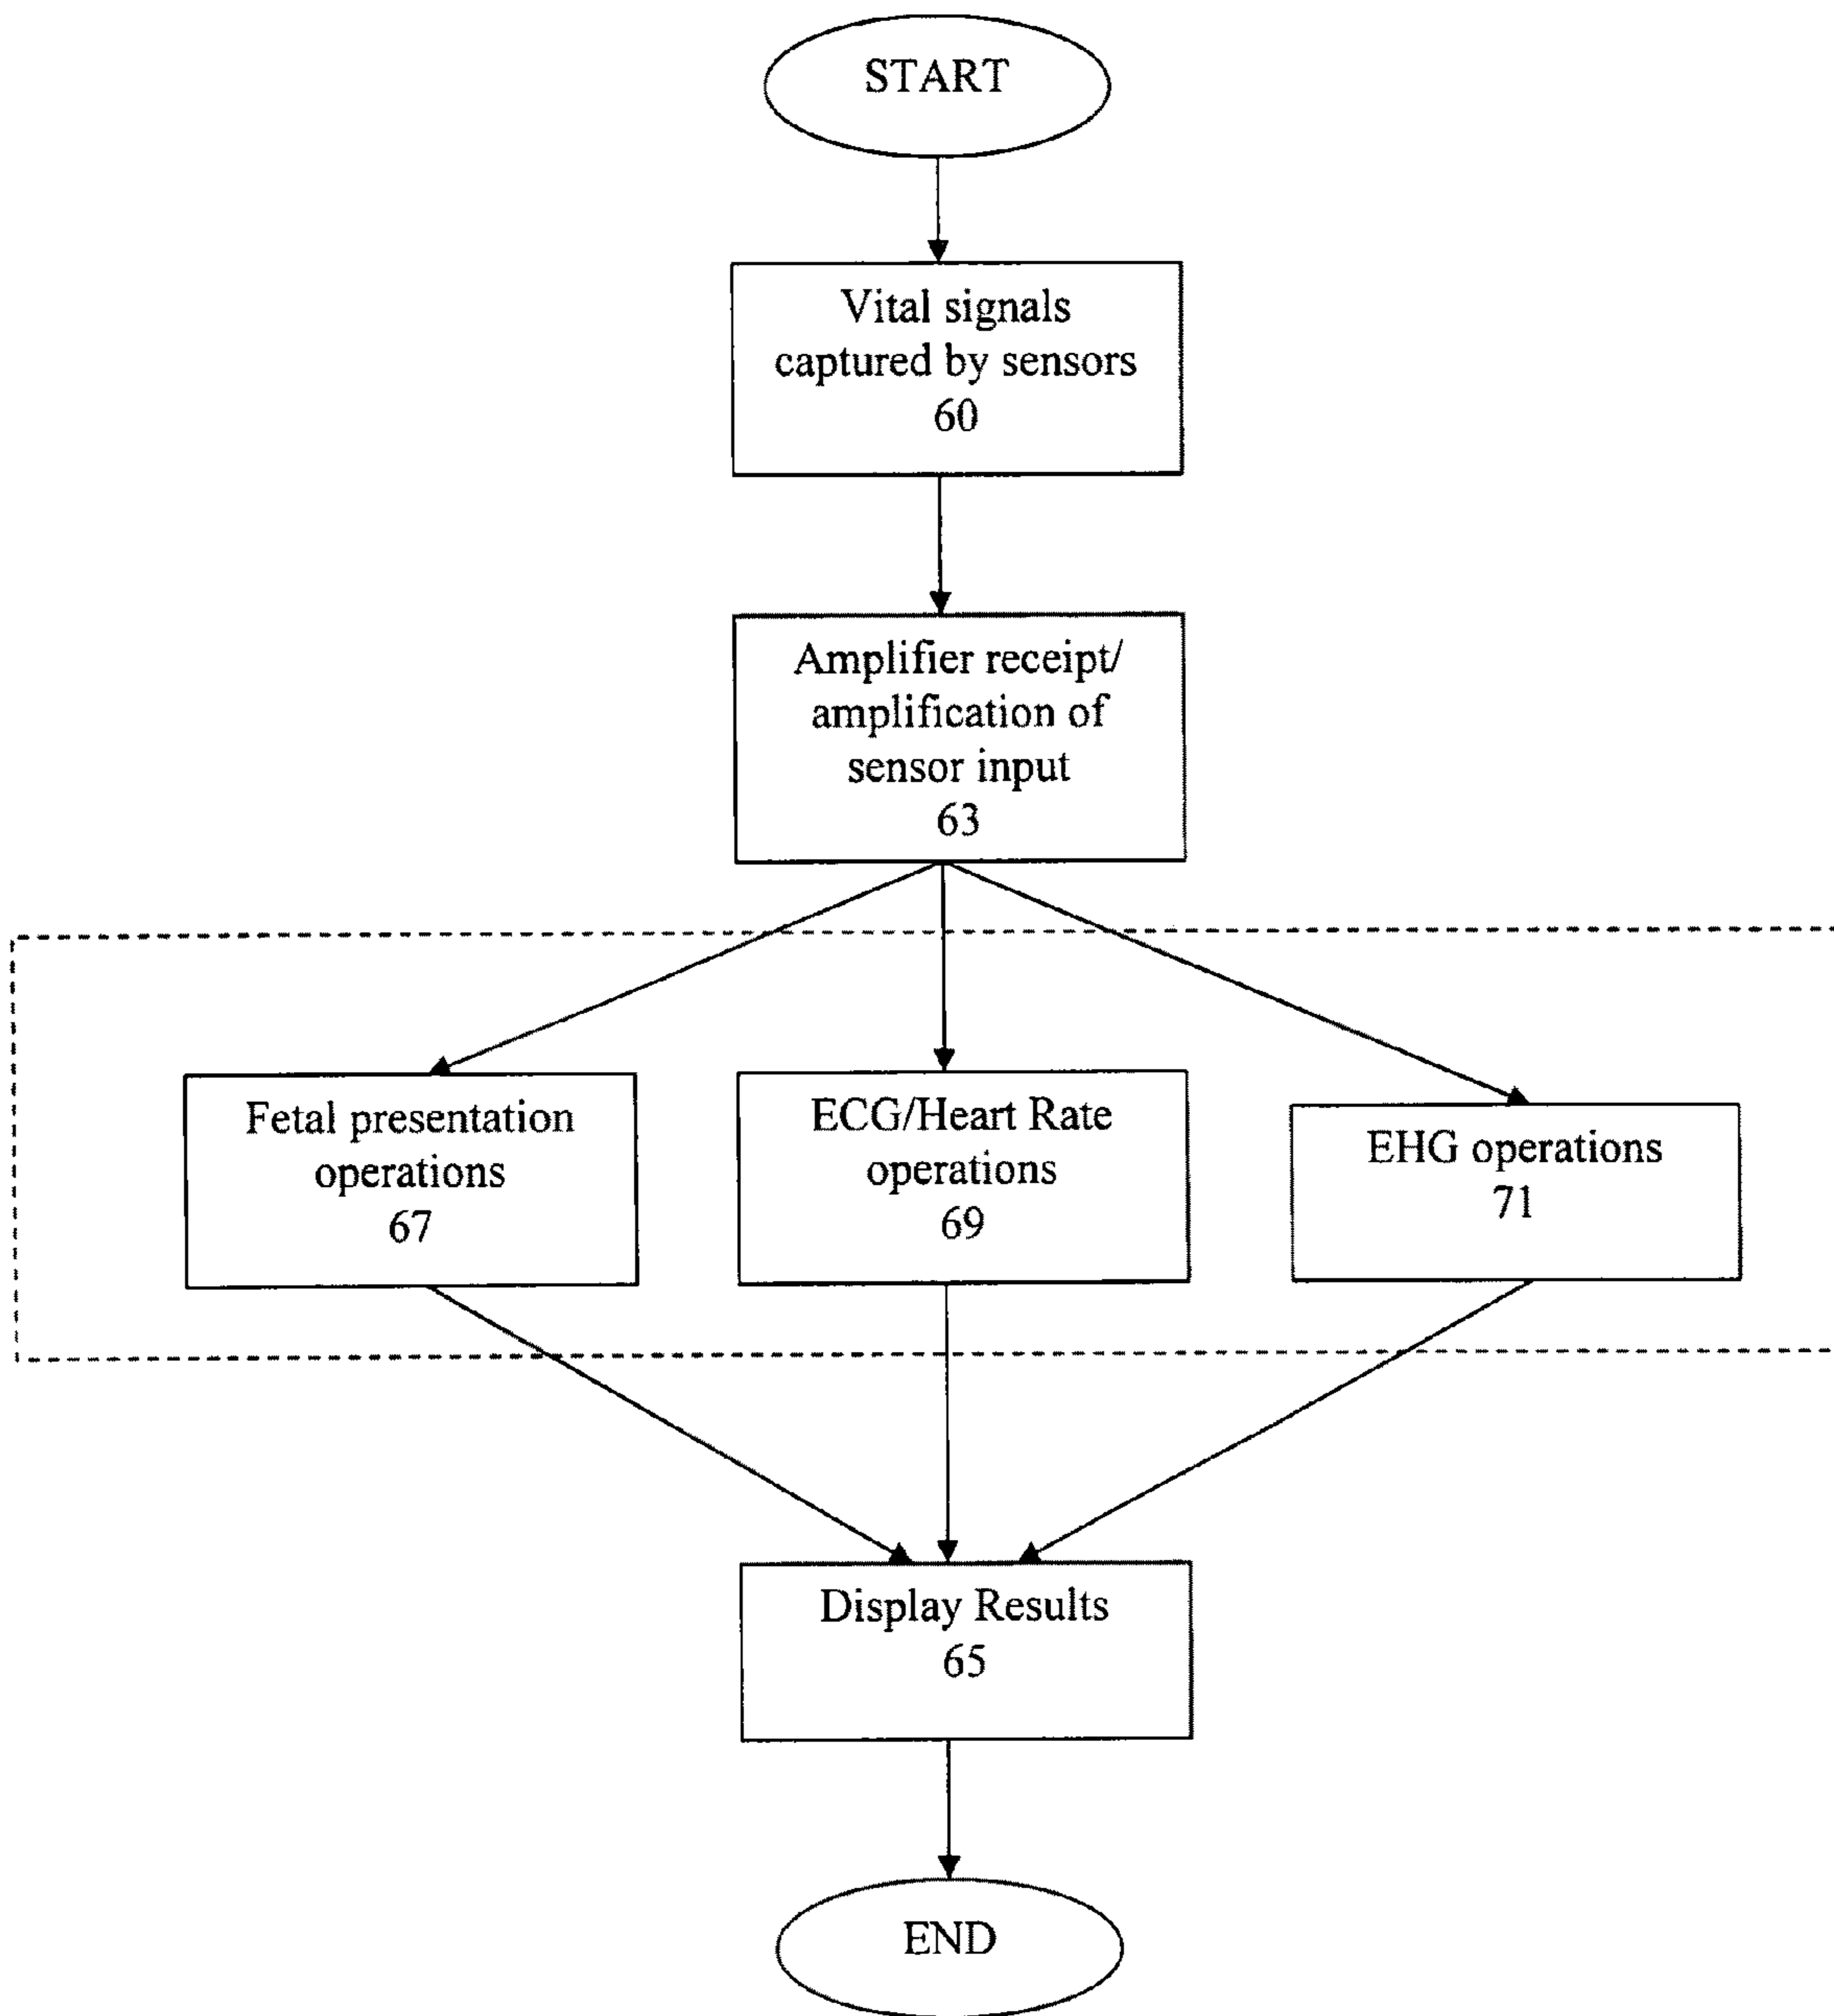 START
Vital signals
captured by sensors
60
Amplifier receipt/
amplification of
sensor input
63
Fetal presentation
operations
67
ECG/Heart Rate
operations
69
EHG operations
71
Display Results
65
END